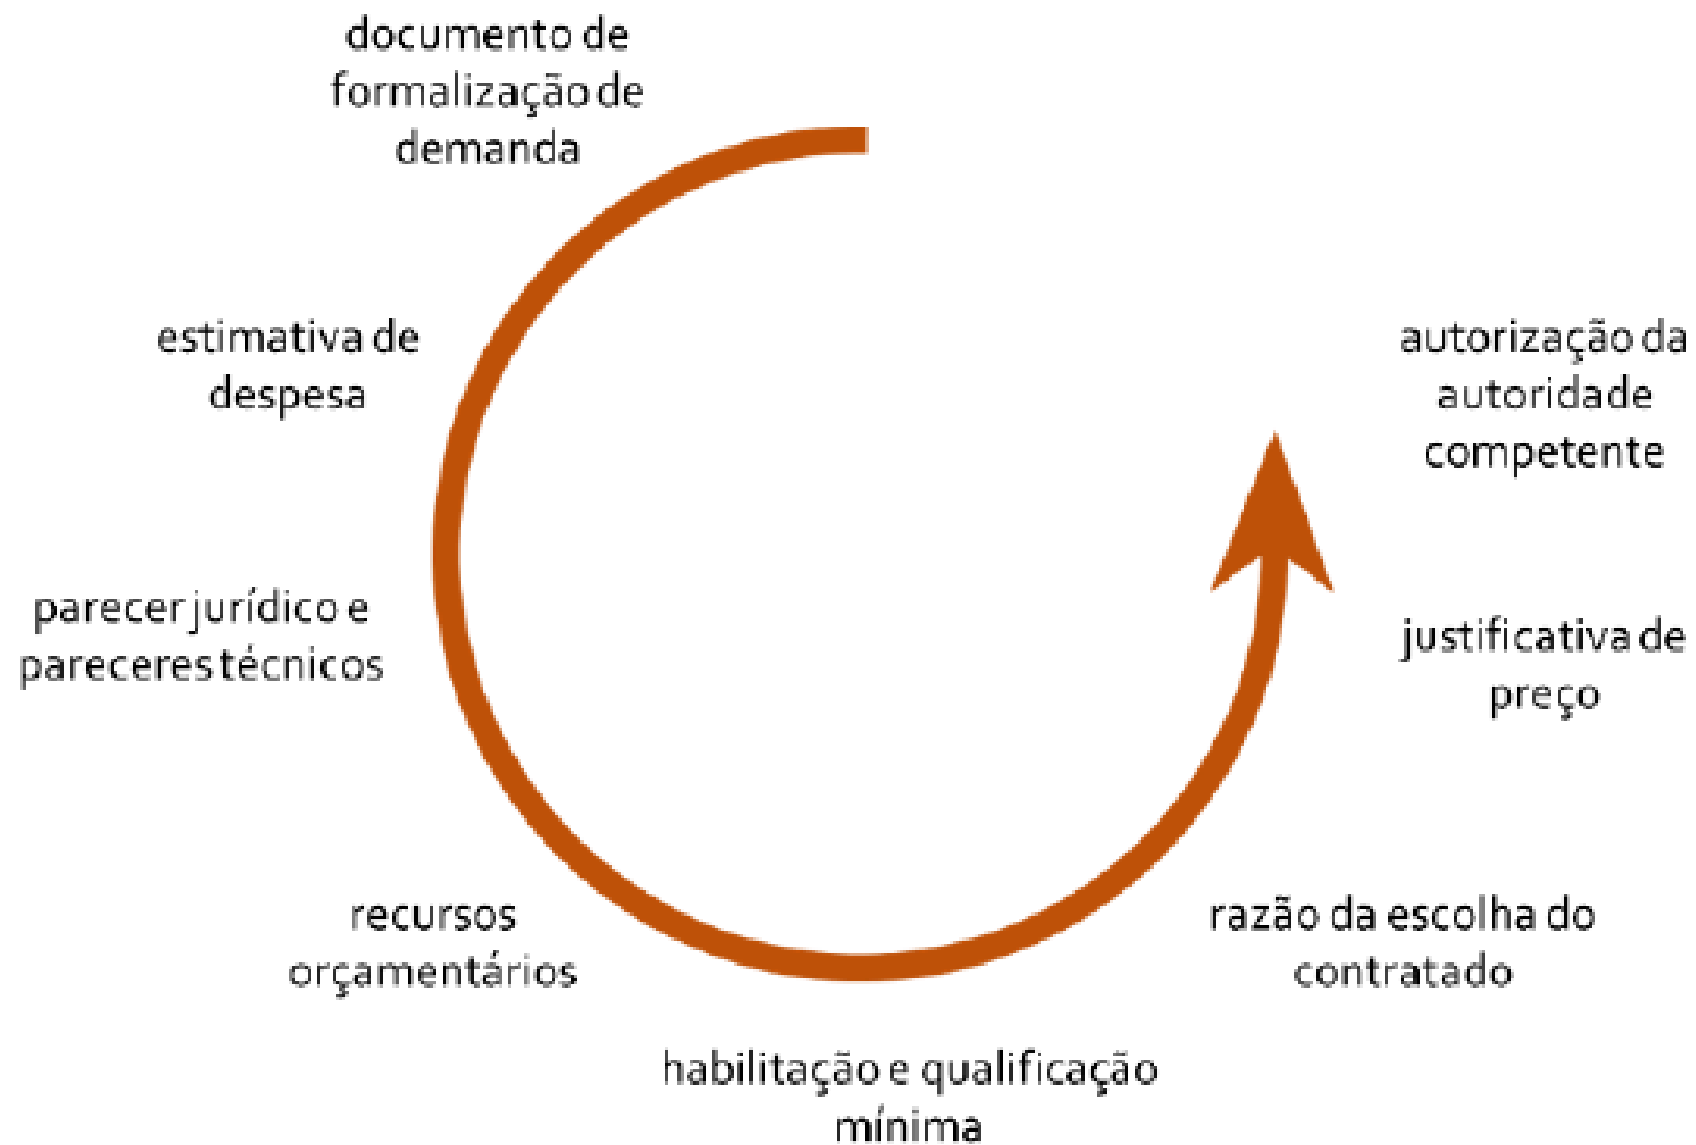 documento de
formalização de
demanda
estimativa de
despesa
parecer jurídico e
pareceres técnicos
recursos
orçamentários
habilitação e qualificação
mínima
razão da escolha do
contratado
justificativa de
preço
autorização da
autoridade
competente